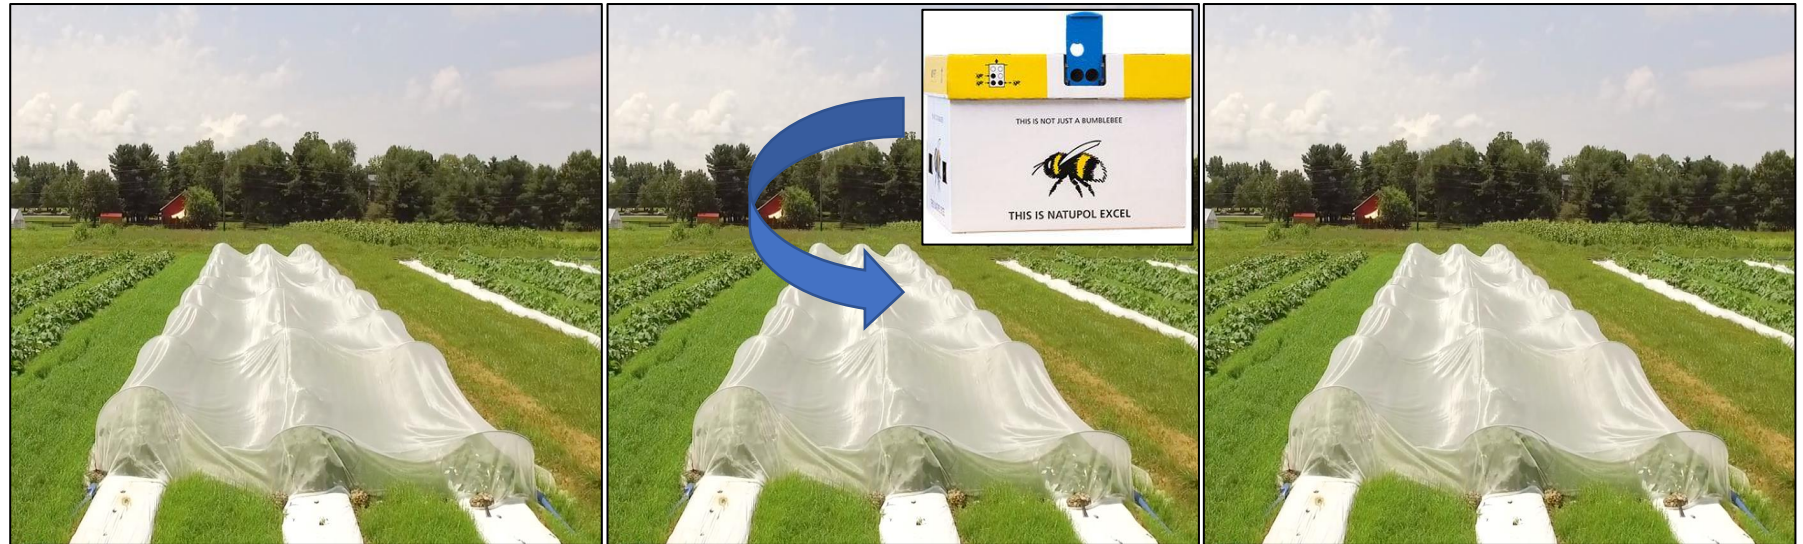 THIS IS NOT JUST A BUMBLEBEE
THIS IS NATUPOL EXCEL